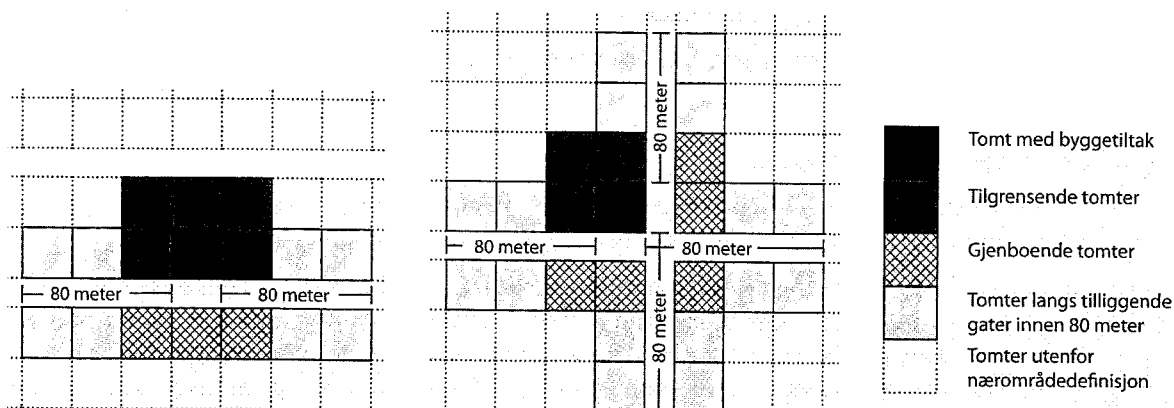 80 meter
80 meter
80 meter
80 meter
80 meter
80 meter
Tomt med byggetiltak
Tilgrensende tomter
Gjenboende tomter
Tomter langs tilliggende
gater innen 80 meter
Tomter utenfor
nærområdedefinisjon